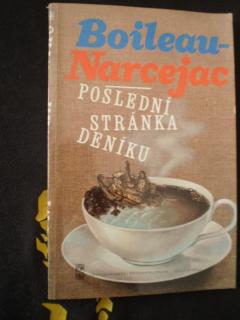 Boileau-
Narcejac
POSLEDNÍ
STRÁNKA
DENÍKU